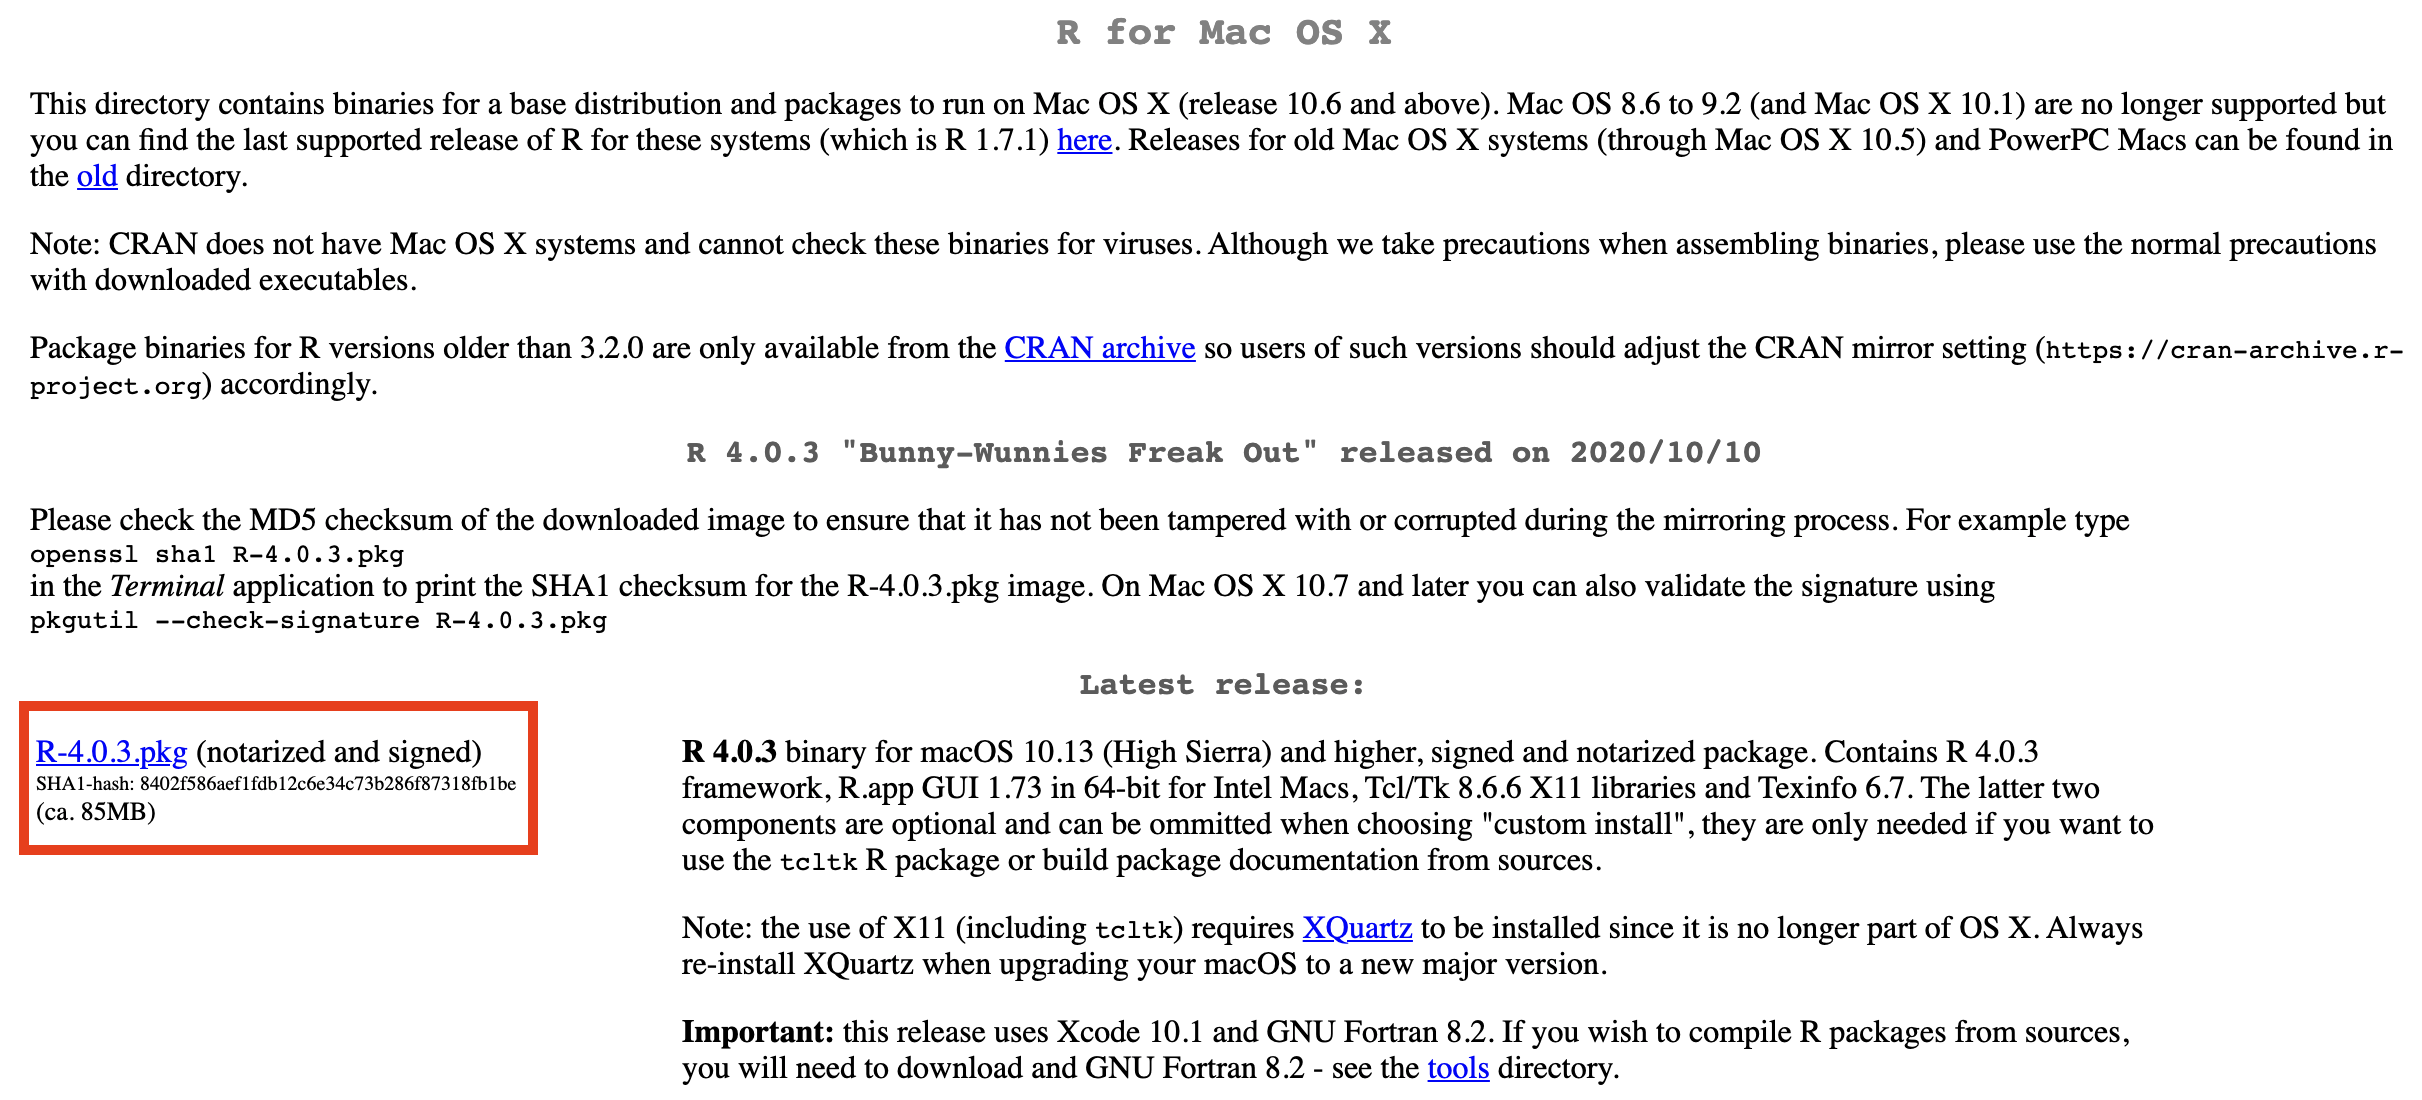 R for Mac OS X
This directory contains binaries for a base distribution and packages to run on Mac OS X (release 10.6 and above). Mac OS 8.6 to 9.2 (and Mac OS X 10.1) are no longer supported but
you can find the last supported release of R for these systems (which is R 1.7.1) here. Releases for old Mac OS X systems (through Mac OS X 10.5) and PowerPC Macs can be found in
the old directory.
Note: CRAN does not have Mac OS X systems and cannot check these binaries for viruses. Although we take precautions when assembling binaries, please use the normal precautions
with downloaded executables.
Package binaries for R versions older than 3.2.0 are only available from the CRAN archive so users of such versions should adjust the CRAN mirror setting (https://cran-archive.r-
project.org) accordingly.
R 4.0.3 "Bunny-Wunnies Freak Out" released on 2020/10/10
Please check the MD5 checksum of the downloaded image to ensure that it has not been tampered with or corrupted during the mirroring process. For example type
openssl sha1 R-4.0.3.pkg
in the Terminal application to print the SHA1 checksum for the R-4.0.3.pkg image. On Mac OS X 10.7 and later you can also validate the signature using
pkgutil --check-signature R-4.0.3.pkg
Latest release:
R-4.0.3.pkg (notarized and signed)
SHA1-hash: 8402f586aef1fdb12c6e34c73b286f87318fb1be
(ca. 85MB)
R 4.0.3 binary for macOS 10.13 (High Sierra) and higher, signed and notarized package. Contains R 4.0.3
framework, R.app GUI 1.73 in 64-bit for Intel Macs, Tcl/Tk 8.6.6 X11 libraries and Texinfo 6.7. The latter two
components are optional and can be ommitted when choosing "custom install", they are only needed if you want to
use the tcltk R package or build package documentation from sources.
Note: the use of X11 (including tcltk) requires XQuartz to be installed since it is no longer part of OS X. Always
re-install XQuartz when upgrading your macOS to a new major version.
Important: this release uses Xcode 10.1 and GNU Fortran 8.2. If you wish to compile R packages from sources,
you will need to download and GNU Fortran 8.2 - see the tools directory.